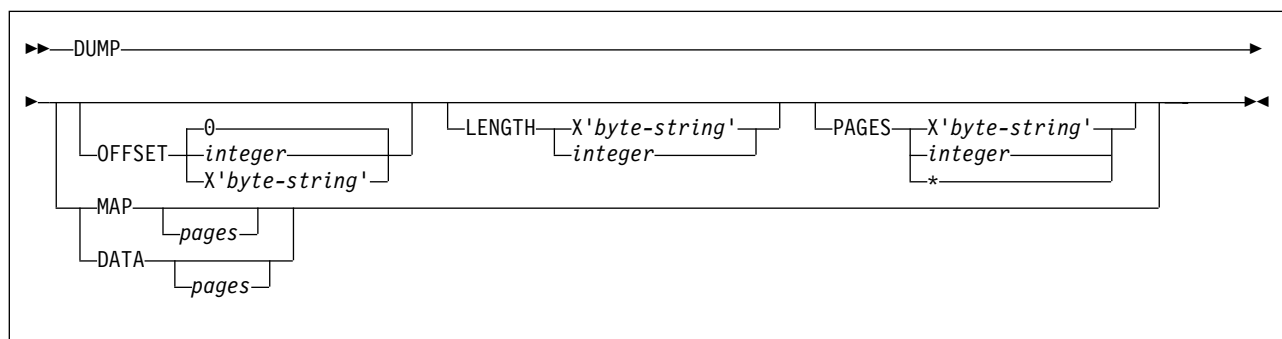 DUMP
0
OFFSET integer LENGTH X'byte-string' PAGES X'byte-string'
X'byte-string' integer integer
*
MAP
pages
DATA
pages